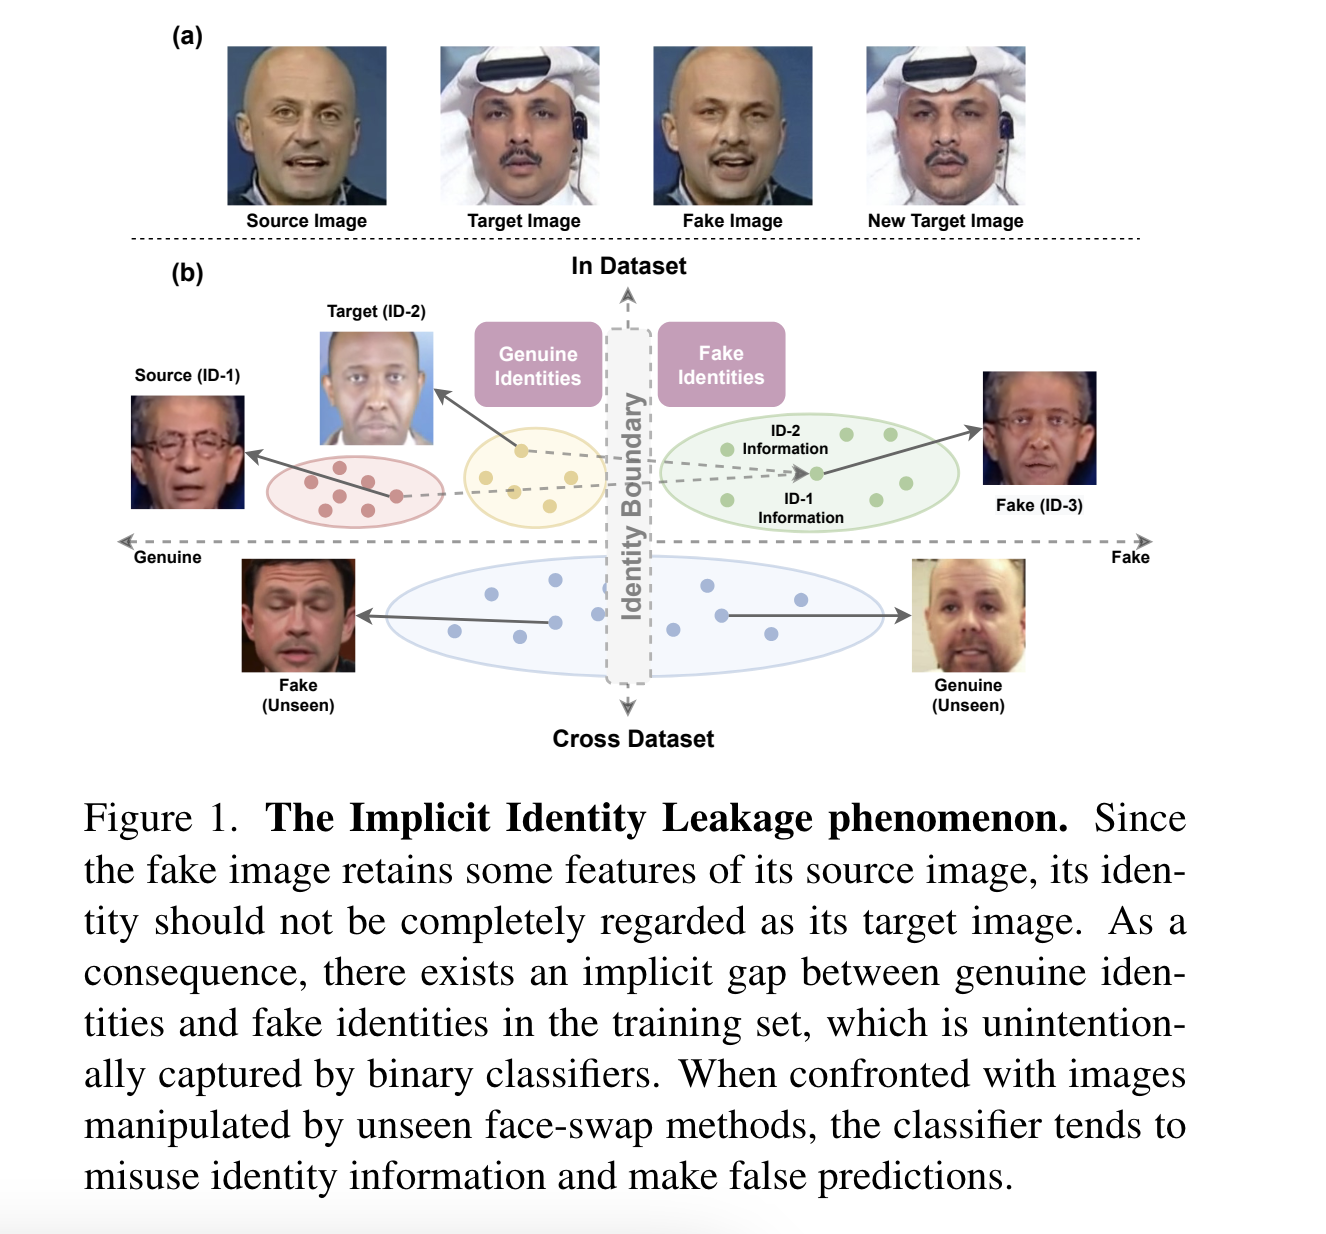 (a)
Source Image
Target Image
Fake Image
New Target Image
(b)
In Dataset
Target (ID-2)
Genuine
Identities
Fake
Identities
Source (ID-1)
ID-2
Information
ID-1
Information
Fake (ID-3)
Identity Boundary
Genuine
Fake
Fake
(Unseen)
Genuine
(Unseen)
Cross Dataset
Figure 1. The Implicit Identity Leakage phenomenon. Since
the fake image retains some features of its source image, its iden-
tity should not be completely regarded as its target image. As a
consequence, there exists an implicit gap between genuine iden-
tities and fake identities in the training set, which is unintention-
ally captured by binary classifiers. When confronted with images
manipulated by unseen face-swap methods, the classifier tends to
misuse identity information and make false predictions.